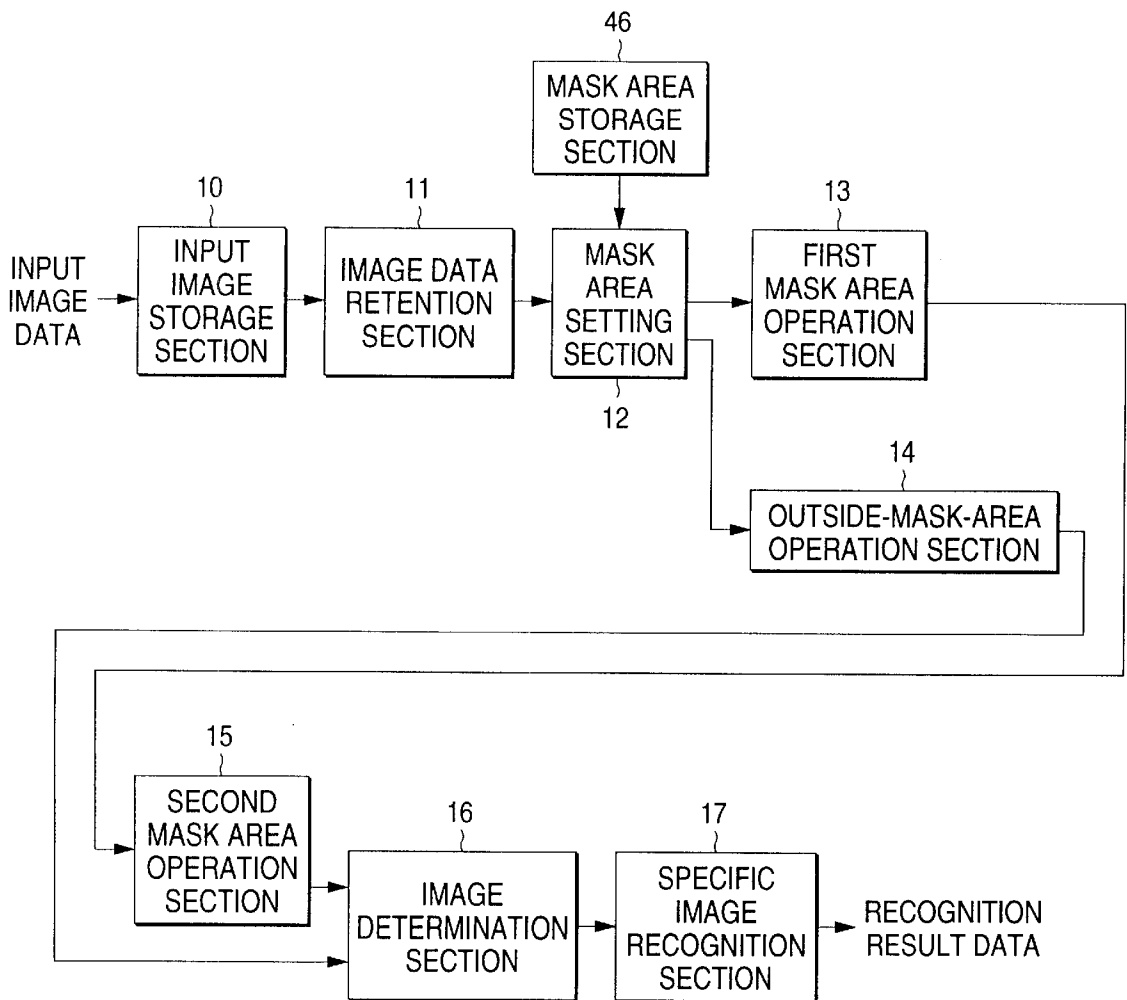 46
MASK AREA
STORAGE
SECTION
10
11
13
INPUT
IMAGE
DATA
INPUT
IMAGE
STORAGE
SECTION
IMAGE DATA
RETENTION
SECTION
MASK
AREA
SETTING
SECTION
12
FIRST
MASK AREA
OPERATION
SECTION
14
OUTSIDE-MASK-AREA
OPERATION SECTION
15
SECOND
MASK AREA
OPERATION
SECTION
16
IMAGE
DETERMINATION
SECTION
17
SPECIFIC
IMAGE
RECOGNITION
SECTION
RECOGNITION
RESULT DATA